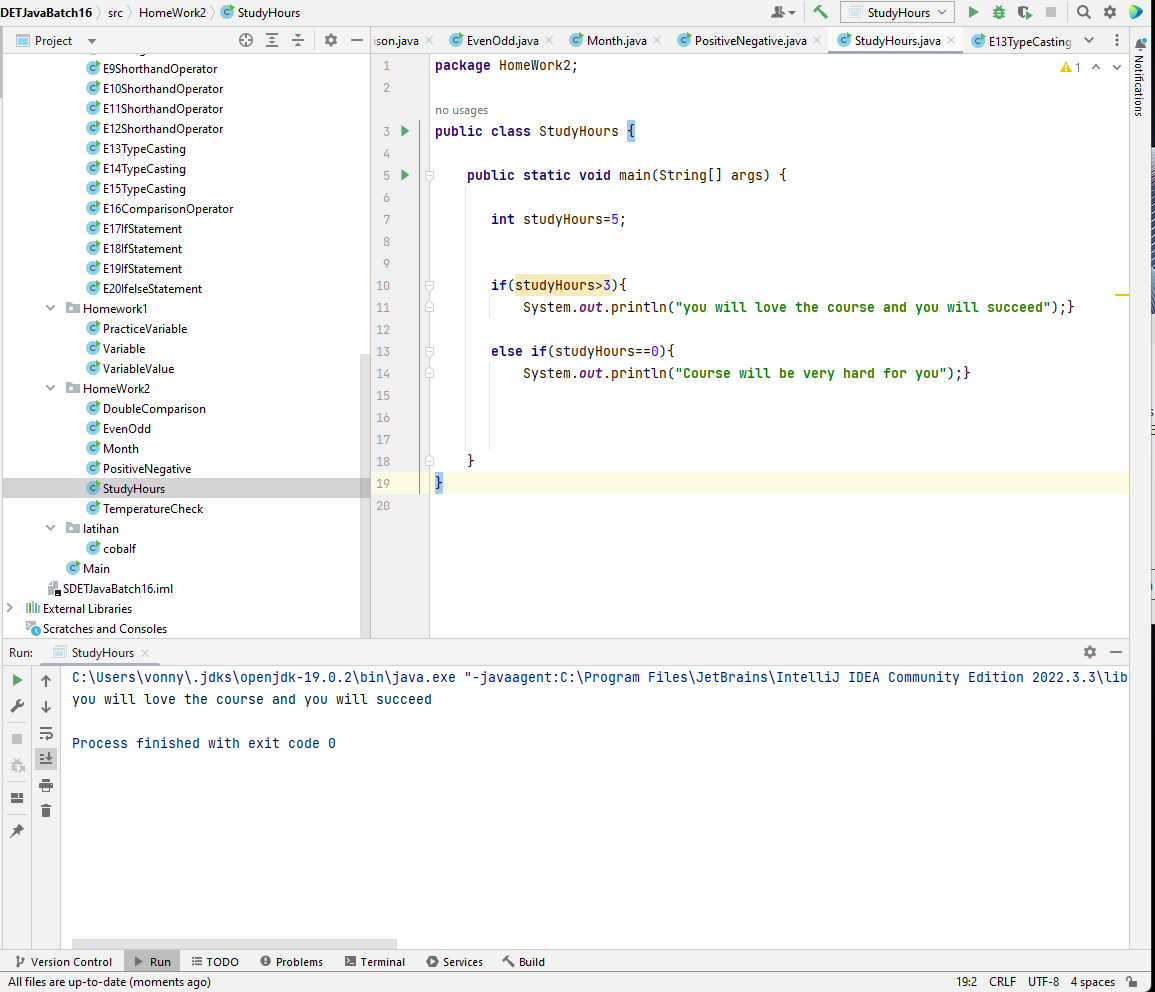 DETJavaBatch16 src HomeWork2 StudyHours StudyHours
Project ison.java EvenOdd.java Month.java PositiveNegative.java StudyHours.java E13TypeCasting
E9ShorthandOperator
E10ShorthandOperator
E11ShorthandOperator
E12ShorthandOperator
E13TypeCasting
E14TypeCasting
E15TypeCasting
E16ComparisonOperator
E17IfStatement
E18IfStatement
E19IfStatement
E20IfelseStatement
Homework1
PracticeVariable
Variable
VariableValue
HomeWork2
DoubleComparison
EvenOdd
Month
PositiveNegative
StudyHours
TemperatureCheck
latihan
cobaIf
Main
SDETJavaBatch16.iml
External Libraries
Scratches and Consoles
1 package HomeWork2;
2
no usages
3 public class StudyHours {
4
5 public static void main(String[] args) {
6
7 int studyHours=5;
8
9
10 if(studyHours>3){
11 System.out.println("you will love the course and you will succeed");}
12
13 else if(studyHours==0){
14 System.out.println("Course will be very hard for you");}
15
16
17
18 }
19 }
20
1
Notifications
Run: StudyHours
C:\Users\vonny\.jdks\openjdk-19.0.2\bin\java.exe "-javaagent:C:\Program Files\JetBrains\IntelliJ IDEA Community Edition 2022.3.3\lib
you will love the course and you will succeed
Process finished with exit code 0
Version Control Run TODO Problems Terminal Services Build
All files are up-to-date (moments ago) 19:2 CRLF UTF-8 4 spaces